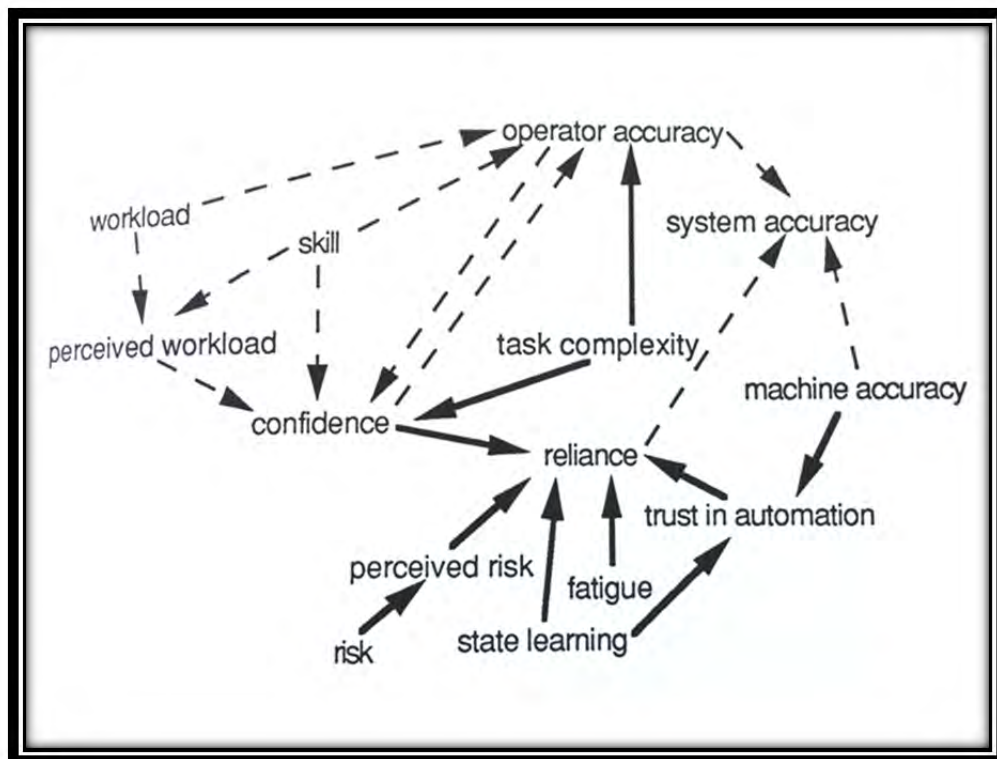 operator accuracy
workload
system accuracy
skill
perceived workload
task complexity
machine accuracy
confidence
reliance
trust in automation
perceived risk
fatigue
state learning
risk